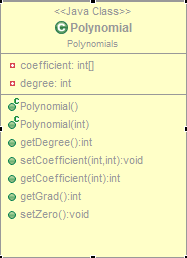 <<Java Class>>
Polynomial
Polynomials
coefficient: int[]
degree: int
Polynomial()
Polynomial(int)
getDegree():int
setCoefficient(int,int):void
getCoefficient(int):int
getGrad():int
setZero():void